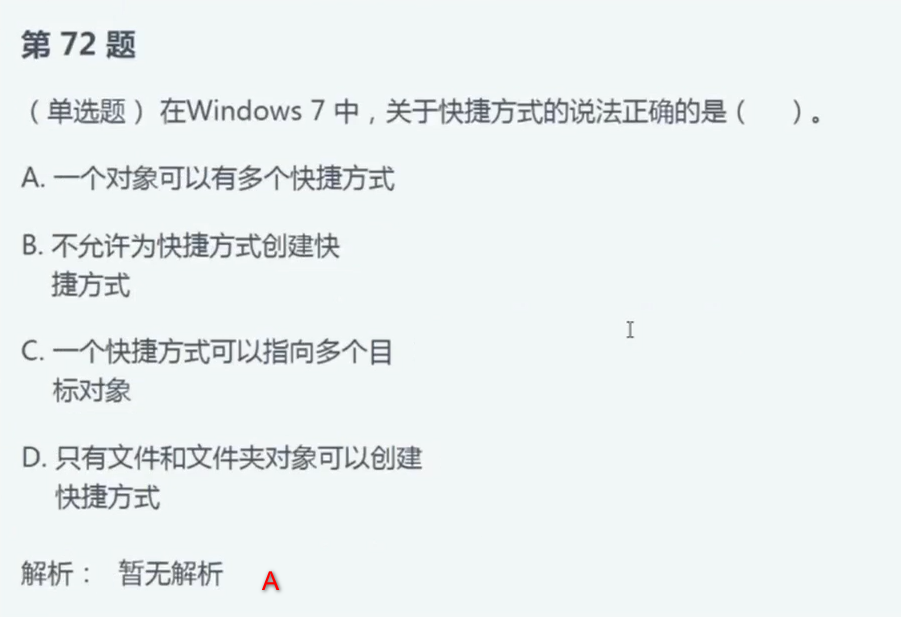 第 72 题
（单选题） 在Windows 7 中，关于快捷方式的说法正确的是（　　）。
A. 一个对象可以有多个快捷方式
B. 不允许为快捷方式创建快
捷方式
C. 一个快捷方式可以指向多个目
标对象
D. 只有文件和文件夹对象可以创建
快捷方式
解析： 暂无解析 A